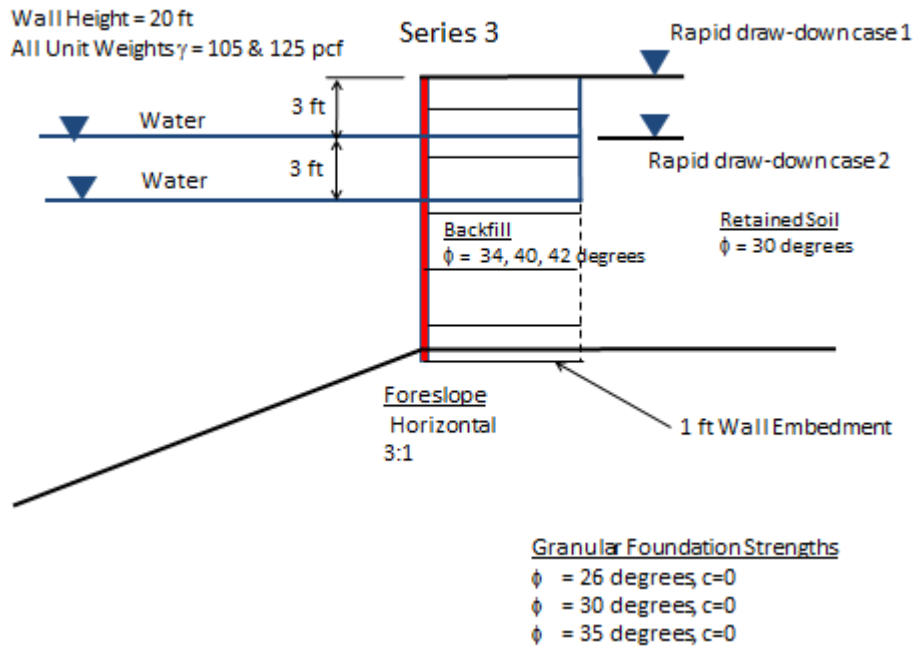 Wall Height = 20 ft
All Unit Weights γ = 105 & 125 pcf
Series 3
Rapid draw-down case 1
3 ft
Water
3 ft
Rapid draw-down case 2
Water
Backfill
ϕ = 34, 40, 42 degrees
Retained Soil
ϕ = 30 degrees
Foreslope
Horizontal
3:1
1 ft Wall Embedment
Granular Foundation Strengths
ϕ = 26 degrees, c=0
ϕ = 30 degrees, c=0
ϕ = 35 degrees, c=0